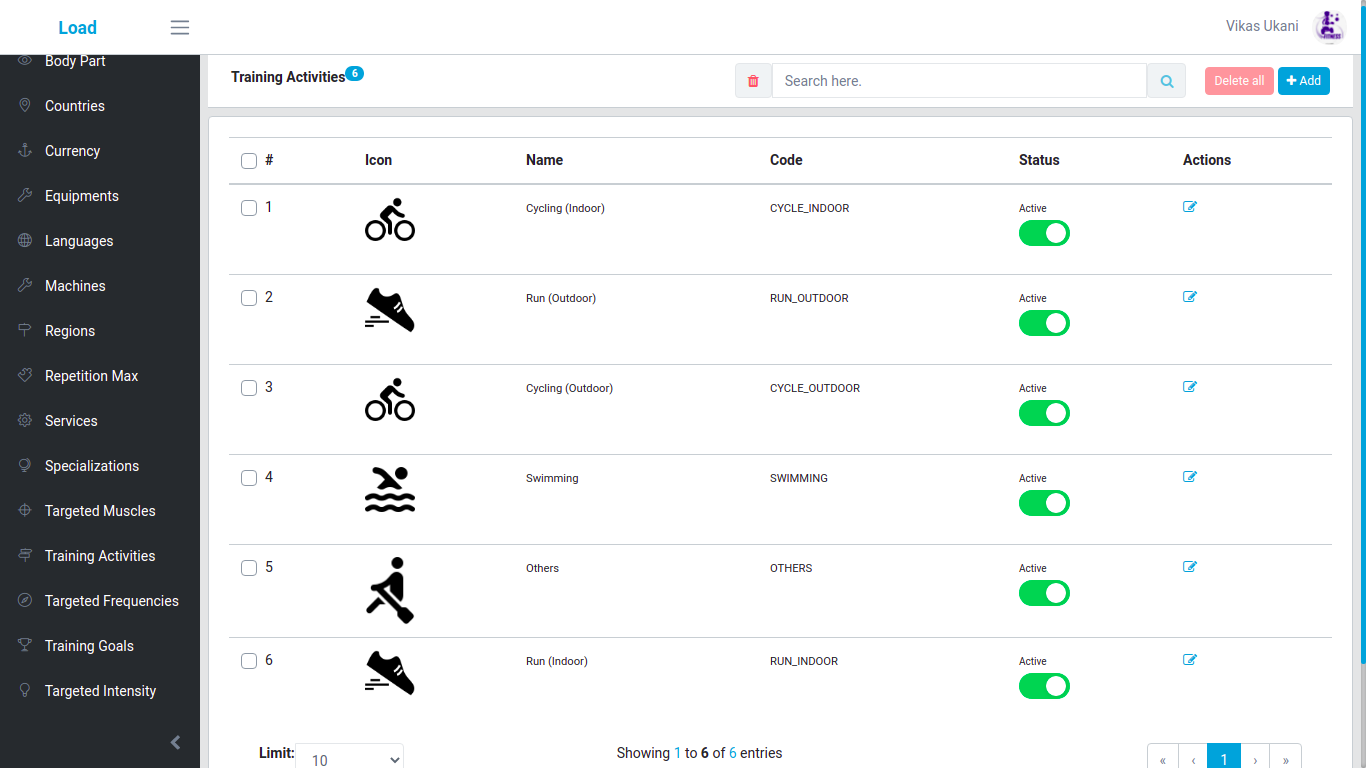 Load
Vikas Ukani
Body Part
Countries
Currency
Equipments
Languages
Machines
Regions
Repetition Max
Services
Specializations
Targeted Muscles
Training Activities
Targeted Frequencies
Training Goals
Targeted Intensity
Training Activities 6
Search here.
Delete all
Add
# Icon Name Code Status Actions
1 Cycling (Indoor) CYCLE_INDOOR Active
2 Run (Outdoor) RUN_OUTDOOR Active
3 Cycling (Outdoor) CYCLE_OUTDOOR Active
4 Swimming SWIMMING Active
5 Others OTHERS Active
6 Run (Indoor) RUN_INDOOR Active
Limit: 10 Showing 1 to 6 of 6 entries « ‹ 1 › »